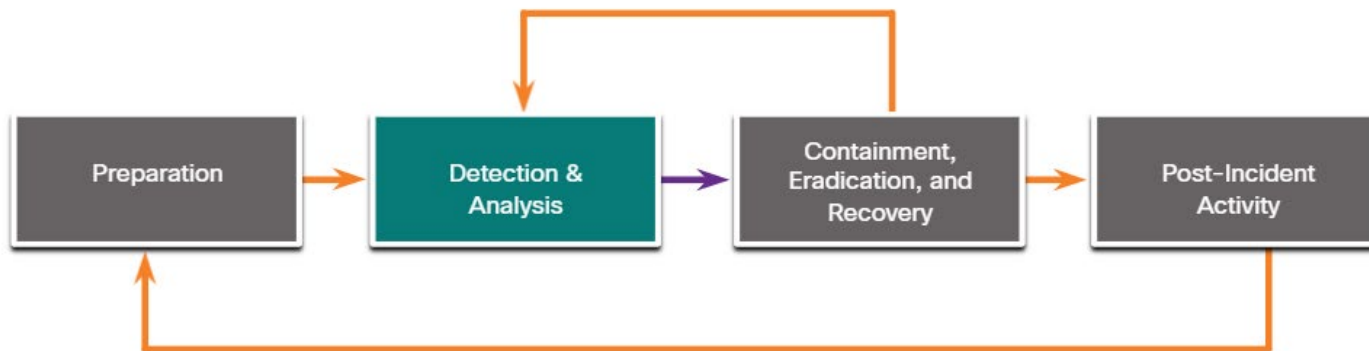 Preparation
Detection &
Analysis
Containment,
Eradication, and
Recovery
Post-Incident
Activity